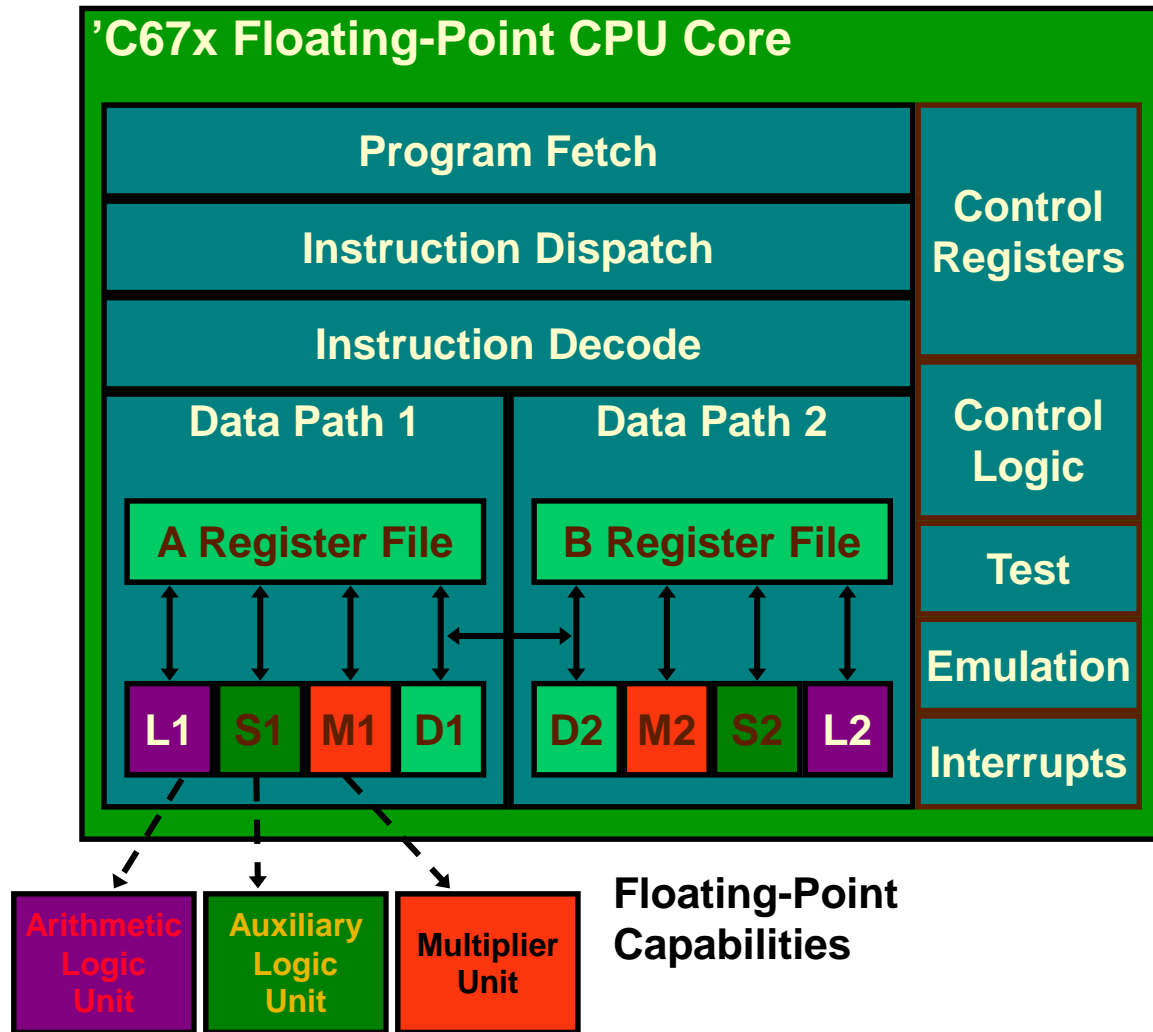 ’C67x Floating-Point CPU Core
Program Fetch
Instruction Dispatch
Instruction Decode
Control
Registers
Data Path 1
Data Path 2
Control
Logic
A Register File
B Register File
Test
Emulation
L1 S1 M1 D1
D2 M2 S2 L2
Interrupts
Arithmetic
Logic
Unit
Auxiliary
Logic
Unit
Multiplier
Unit
Floating-Point
Capabilities